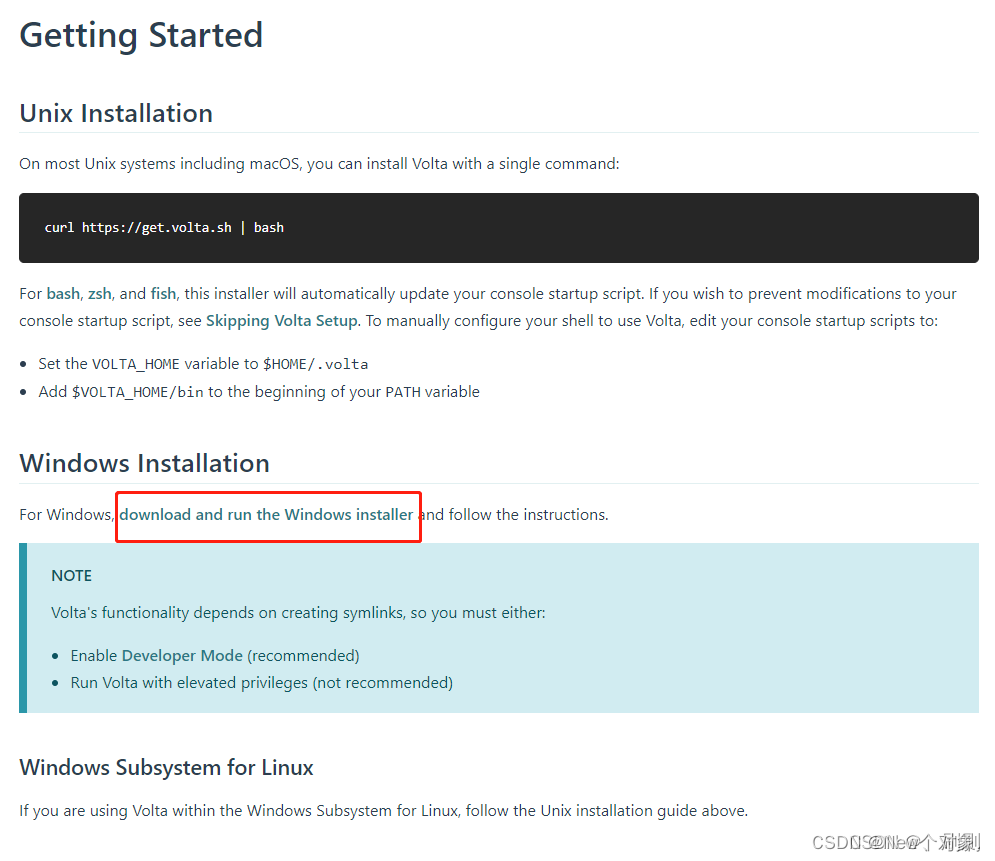 Getting Started
Unix Installation
On most Unix systems including macOS, you can install Volta with a single command:
curl https://get.volta.sh | bash
For bash, zsh, and fish, this installer will automatically update your console startup script. If you wish to prevent modifications to your
console startup script, see Skipping Volta Setup. To manually configure your shell to use Volta, edit your console startup scripts to:
• Set the VOLTA_HOME variable to $HOME/.volta
• Add $VOLTA_HOME/bin to the beginning of your PATH variable
Windows Installation
For Windows, download and run the Windows installer and follow the instructions.
NOTE
Volta's functionality depends on creating symlinks, so you must either:
• Enable Developer Mode (recommended)
• Run Volta with elevated privileges (not recommended)
Windows Subsystem for Linux
If you are using Volta within the Windows Subsystem for Linux, follow the Unix installation guide above.
CSDN @New个对象